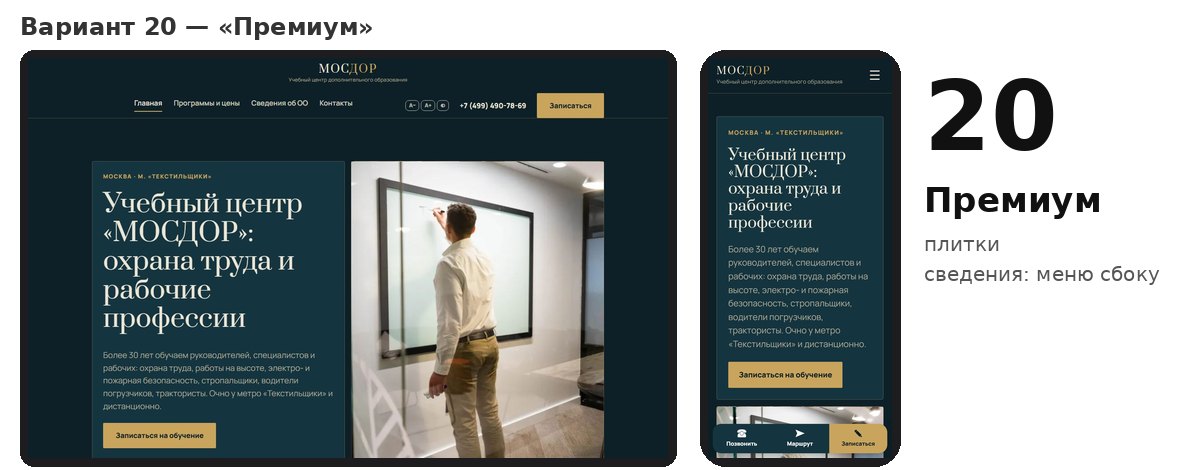 Вариант 20 — «Премиум»
МОСДОР
Учебный центр дополнительного образования
Главная Программы и цены Сведения об ОО Контакты
A− A+ +7 (499) 490-78-69 Записаться
МОСКВА · М. «ТЕКСТИЛЬЩИКИ»
Учебный центр
«МОСДОР»:
охрана труда и
рабочие
профессии
Более 30 лет обучаем руководителей, специалистов и
рабочих: охрана труда, работы на высоте, электро- и
пожарная безопасность, стропальщики, водители
погрузчиков, трактористы. Очно у метро «Текстильщики» и
дистанционно.
Записаться на обучение
МОСДОР
Учебный центр дополнительного образования
МОСКВА · М. «ТЕКСТИЛЬЩИКИ»
Учебный центр
«МОСДОР»:
охрана труда и
рабочие
профессии
Более 30 лет обучаем
руководителей, специалистов и
рабочих: охрана труда, работы на
высоте, электро- и пожарная
безопасность, стропальщики,
водители погрузчиков,
трактористы. Очно у метро
«Текстильщики» и дистанционно.
Записаться на обучение
Позвонить Маршрут Записаться
20
Премиум
плитки
сведения: меню сбоку